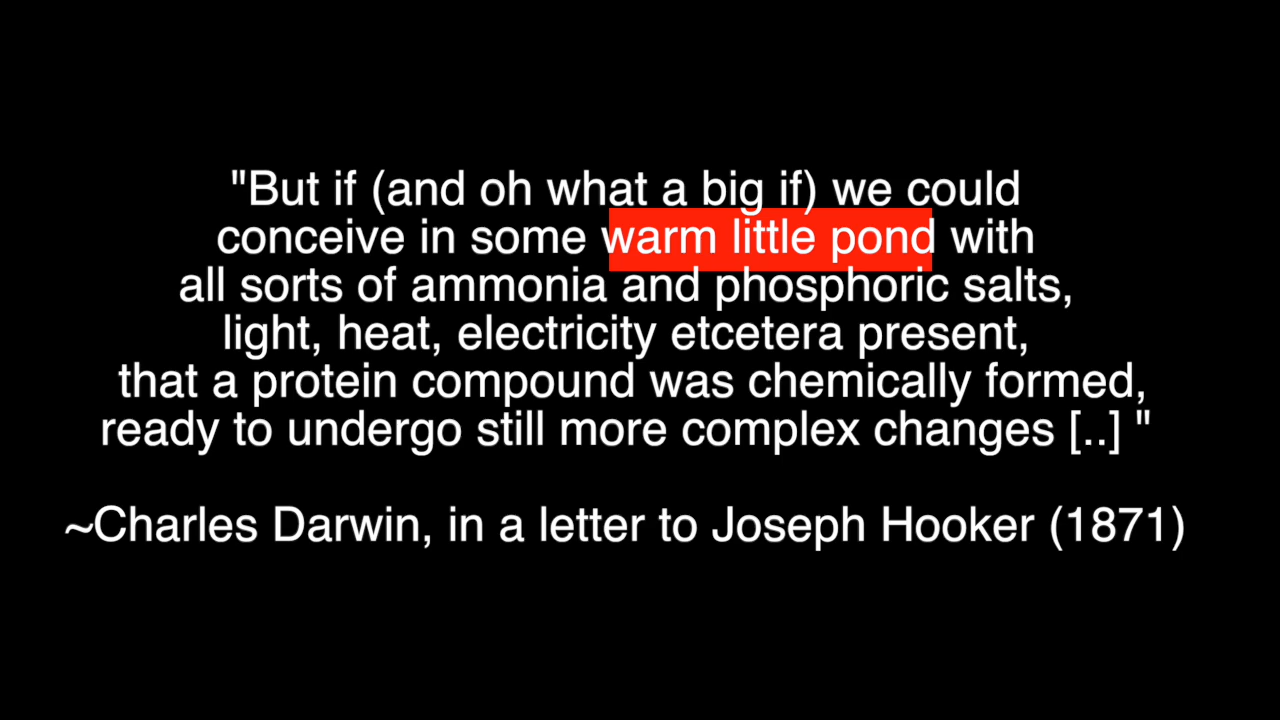 "But if (and oh what a big if) we could
conceive in some warm little pond with
all sorts of ammonia and phosphoric salts,
light, heat, electricity etcetera present,
that a protein compound was chemically formed,
ready to undergo still more complex changes [..] "
~Charles Darwin, in a letter to Joseph Hooker (1871)